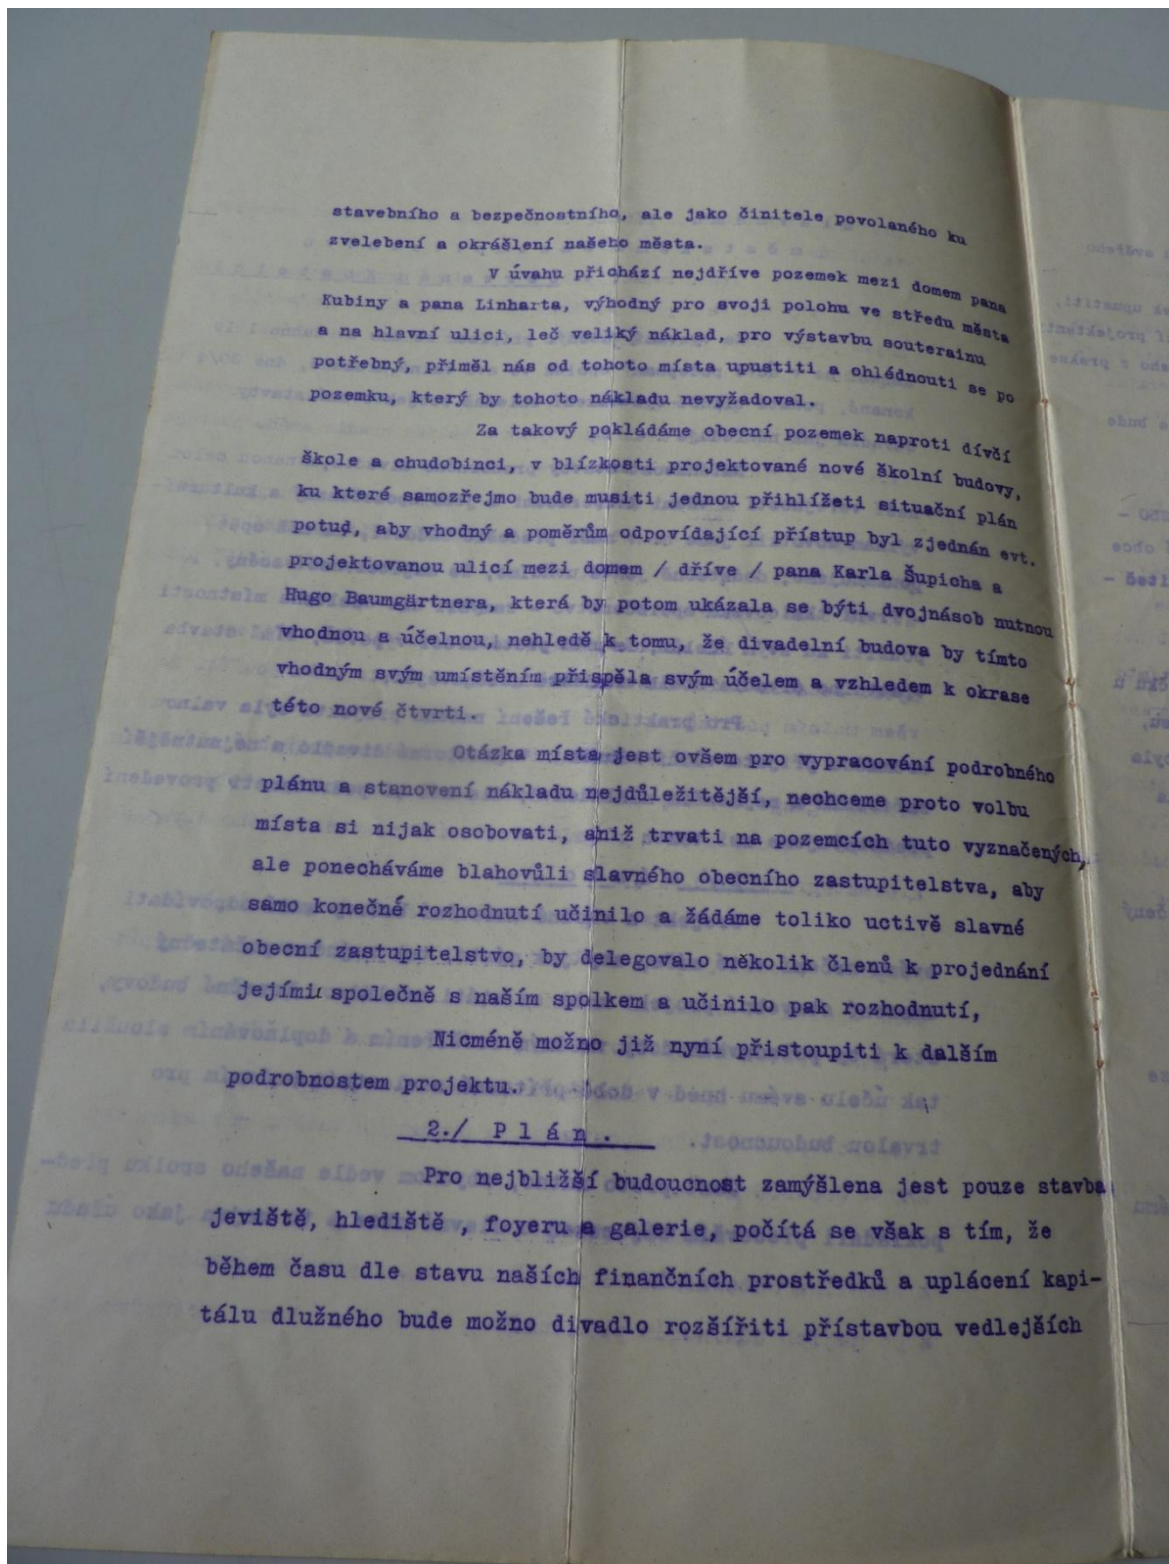 stavebního a bezpečnostního, ale jako činitele povolaného ku
zvelebení a okrášlení našeho města.
V úvahu přichází nejdříve pozemek mezi domem pana
Kubiny a pana Linharta, výhodný pro svoji polohu ve středu města
a na hlavní ulici, leč veliký náklad, pro výstavbu souterainu
potřebný, přiměl nás od tohoto místa upustiti a ohlédnouti se po
pozemku, který by tohoto nákladu nevyžadoval.
Za takový pokládáme obecní pozemek naproti dívčí
škole a chudobinci, v blízkosti projektované nové školní budovy,
ku které samozřejmo bude musiti jednou přihlížeti situační plán
potud, aby vhodný a poměrům odpovídající přístup byl zjednán evt.
projektovanou ulicí mezi domem / dříve / pana Karla Šupicha a
Hugo Baumgärtnera, která by potom ukázala se býti dvojnásob nutnou
vhodnou a účelnou, nehledě k tomu, že divadelní budova by tímto
vhodným svým umístěním přispěla svým účelem a vzhledem k okrase
této nové čtvrti.
Otázka místa jest ovšem pro vypracování podrobného
plánu a stanovení nákladu nejdůležitější, nechceme proto volbu
místa si nijak osobovati, aniž trvati na pozemcích tuto vyznačených,
ale ponecháváme blahovůli slavného obecního zastupitelstva, aby
samo konečné rozhodnutí učinilo a žádáme toliko uctivě slavné
obecní zastupitelstvo, by delegovalo několik členů k projednání
jejímu společně s naším spolkem a učinilo pak rozhodnutí,
Nicméně možno již nyní přistoupiti k dalším
podrobnostem projektu.
2./ P l á n .
Pro nejbližší budoucnost zamýšlena jest pouze stavba
jeviště, hlediště , foyeru a galerie, počítá se však s tím, že
během času dle stavu naších finančních prostředků a uplácení kapi-
tálu dlužného bude možno divadlo rozšířiti přístavbou vedlejších